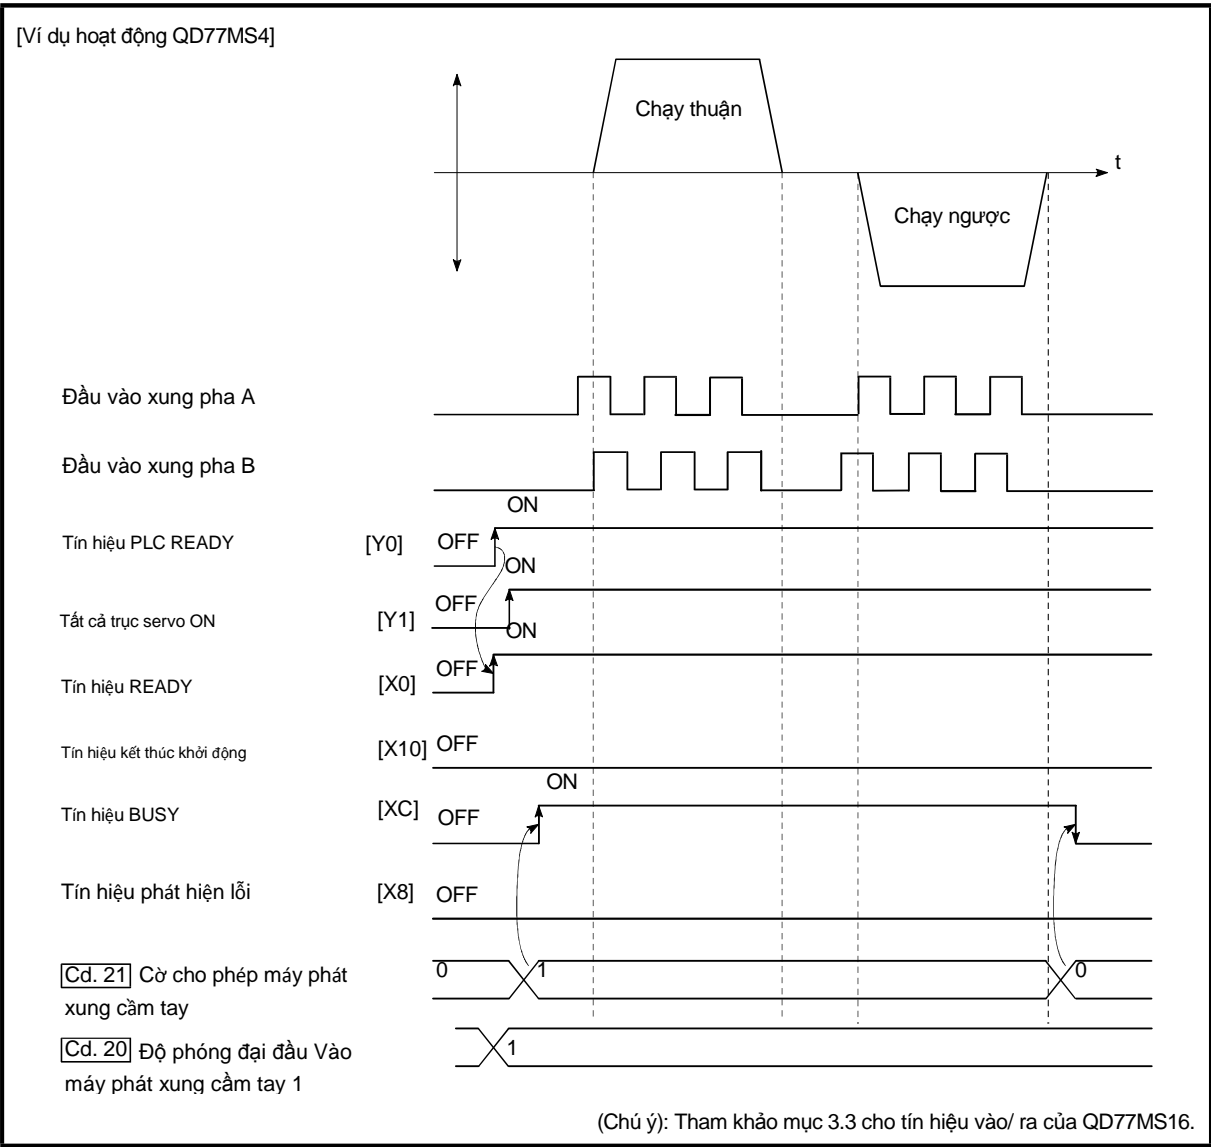 [Ví dụ hoạt động QD77MS4]
Chạy thuận
t
Chạy ngược
Đầu vào xung pha A
Đầu vào xung pha B
ON
Tín hiệu PLC READY [Y0] OFF
ON
Tất cả trục servo ON [Y1] OFF
ON
Tín hiệu READY [X0] OFF
Tín hiệu kết thúc khởi động [X10] OFF
ON
Tín hiệu BUSY [XC] OFF
Tín hiệu phát hiện lỗi [X8] OFF
Cd. 21 Cờ cho phép máy phát 0 1 0
xung cầm tay
Cd. 20 Độ phóng đại đầu Vào 1
máy phát xung cầm tay 1
(Chú ý): Tham khảo mục 3.3 cho tín hiệu vào/ ra của QD77MS16.